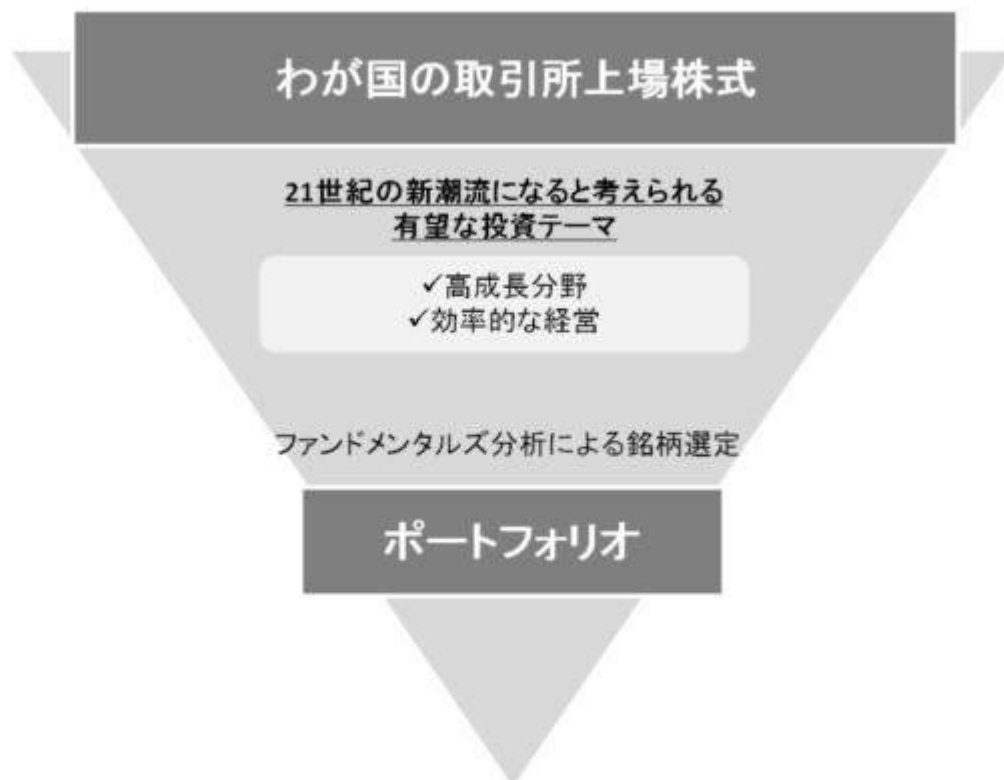 わが国の取引所上場株式
21世紀の新潮流になると考えられる
有望な投資テーマ
✓高成長分野
✓効率的な経営
ファンドメンタルズ分析による銘柄選定
ポートフォリオ